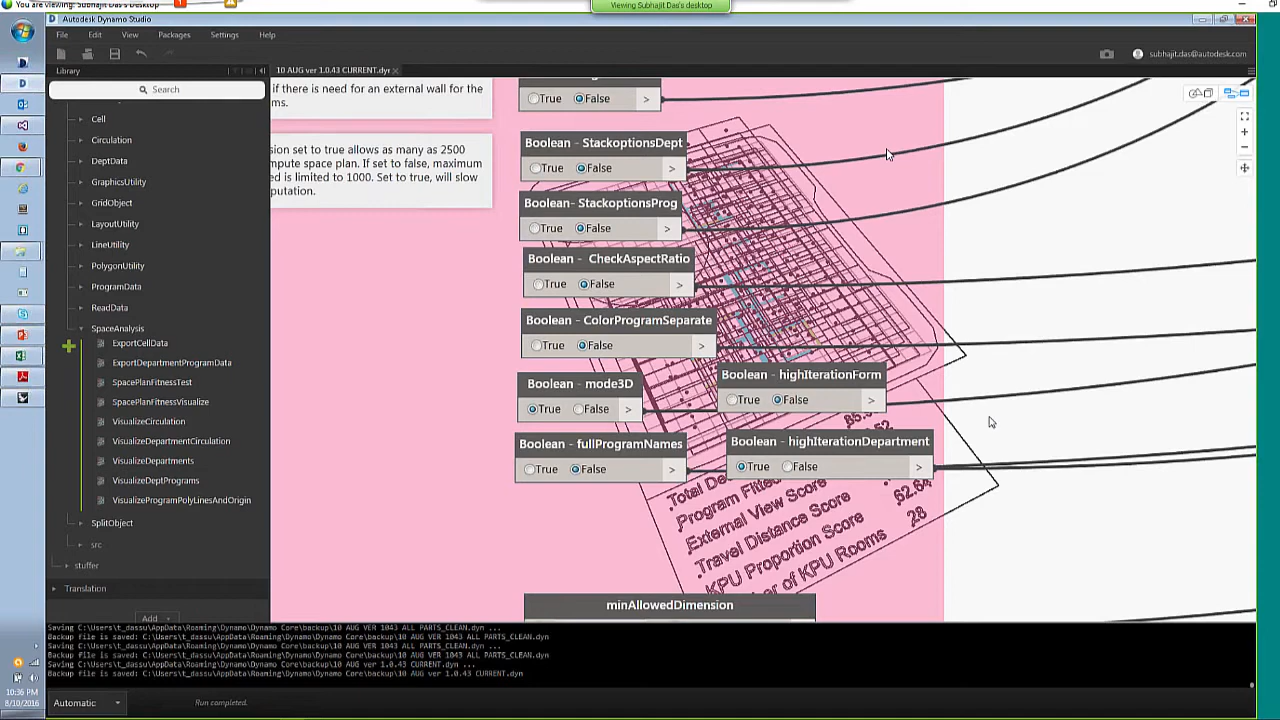 You are viewing: Subhajit Das's desktop
Viewing Subhajit Das's desktop
Autodesk Dynamo Studio
File Edit View Packages Settings Help
subhajit.das@autodesk.com
Library
10 AUG ver 1.0.43 CURRENT.dyn
Search
Cell
Circulation
DeptData
GraphicsUtility
GridObject
LayoutUtility
LineUtility
PolygonUtility
ProgramData
ReadData
SpaceAnalysis
ExportCellData
ExportDepartmentProgramData
SpacePlanFitnessTest
SpacePlanFitnessVisualize
VisualizeCirculation
VisualizeDepartmentCirculation
VisualizeDepartments
VisualizeDeptPrograms
VisualizeProgramPolyLinesAndOrigin
SplitObject
src
stuffer
Translation
Add
if there is need for an external wall for the
ms.
sion set to true allows as many as 2500
mpute space plan. If set to false, maximum
ed is limited to 1000. Set to true, will slow
putation.
True False >
Boolean - StackoptionsDept
True False >
Boolean- StackoptionsProg
True False >
Boolean - CheckAspectRatio
True False >
Boolean - ColorProgramSeparate
True False >
Boolean - mode3D
True False >
Boolean - highIterationForm
True False >
Boolean - fullProgramNames
True False >
Boolean - highIterationDepartment
True False >
Total De
Program Fitted
External View Score
Travel Distance Score
62.64
KPU Proportion Score
28
er of KPU Rooms
minAllowedDimension
Saving C:\Users\t_dassu\AppData\Roaming\Dynamo\Dynamo Core\backup\10 AUG VER 1043 ALL PARTS_CLEAN.dyn ...
Backup file is saved: C:\Users\t_dassu\AppData\Roaming\Dynamo\Dynamo Core\backup\10 AUG VER 1043 ALL PARTS_CLEAN.dyn
Saving C:\Users\t_dassu\AppData\Roaming\Dynamo\Dynamo Core\backup\10 AUG VER 1043 ALL PARTS_CLEAN.dyn ...
Backup file is saved: C:\Users\t_dassu\AppData\Roaming\Dynamo\Dynamo Core\backup\10 AUG VER 1043 ALL PARTS_CLEAN.dyn
Saving C:\Users\t_dassu\AppData\Roaming\Dynamo\Dynamo Core\backup\10 AUG ver 1.0.43 CURRENT.dyn ...
Backup file is saved: C:\Users\t_dassu\AppData\Roaming\Dynamo\Dynamo Core\backup\10 AUG ver 1.0.43 CURRENT.dyn
Automatic
Run completed.
10:36 PM
8/10/2016